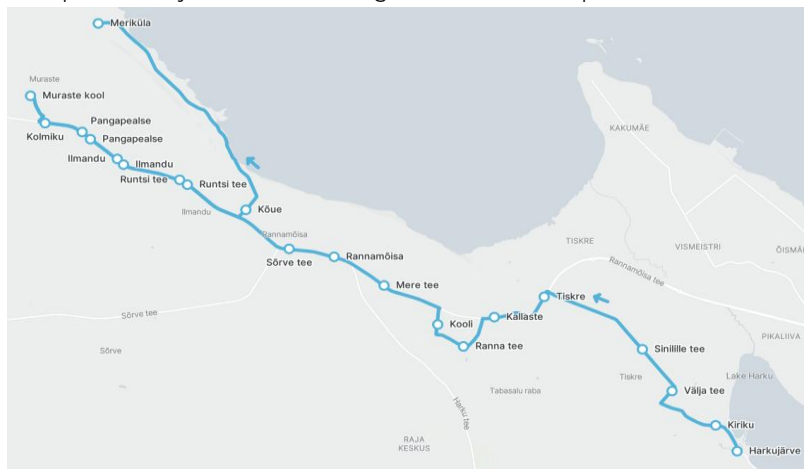 Meriküla
Muraste
Muraste kool
Kolmiku
Pangapealse
Pangapealse
Ilmandu
Ilmandu
Runtsi tee
Runtsi tee
Ilmandu
Kõue
Rannamõisa
Sõrve tee
Rannamõisa
Mere tee
Kooli
Ranna tee
Kallaste
Tiskre
Sinilille tee
Välja tee
Kiriku
Harkujärve
KAKUMÄE
TISKRE
VISMEISTRI
ÕISMÄ
Rannamõisa tee
PIKALIIVA
Lake Harku
Tiskre
Tabasalu raba
Harku tee
RAJA
KESKUS
Sõrve tee
Sõrve